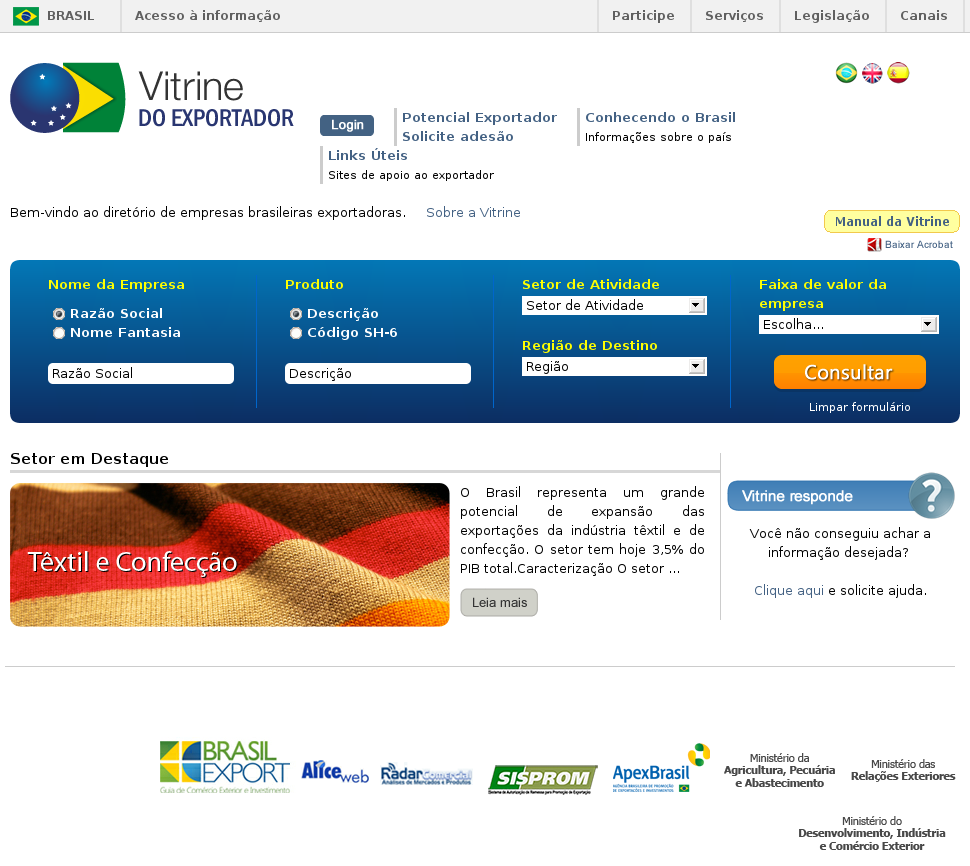 BRASIL
Acesso à informação
Participe
Serviços
Legislação
Canais
Vitrine
DO EXPORTADOR
Login
Potencial Exportador
Solicite adesão
Conhecendo o Brasil
Informações sobre o país
Links Úteis
Sites de apoio ao exportador
Bem-vindo ao diretório de empresas brasileiras exportadoras.
Sobre a Vitrine
Manual da Vitrine
Baixar Acrobat
Nome da Empresa
Razão Social
Nome Fantasia
Razão Social
Produto
Descrição
Código SH-6
Descrição
Setor de Atividade
Setor de Atividade
Região de Destino
Região
Faixa de valor da
empresa
Escolha...
Consultar
Limpar formulário
Setor em Destaque
Têxtil e Confecção
O Brasil representa um grande
potencial de expansão das
exportações da indústria têxtil e de
confecção. O setor tem hoje 3,5% do
PIB total.Caracterização O setor ...
Leia mais
Vitrine responde
?
Você não conseguiu achar a
informação desejada?
Clique aqui e solicite ajuda.
BRASIL
EXPORT
Guia de Comércio Exterior e Investimento
Alice web
Radar Comercial
Análises de Mercados e Produtos
SISPROM
Sistema de Autorização de Remessas para Promoção de Exportação
ApexBrasil
AGÊNCIA BRASILEIRA DE PROMOÇÃO
DE EXPORTAÇÕES E INVESTIMENTOS
Ministério da
Agricultura, Pecuária
e Abastecimento
Ministério das
Relações Exteriores
Ministério do
Desenvolvimento, Indústria
e Comércio Exterior